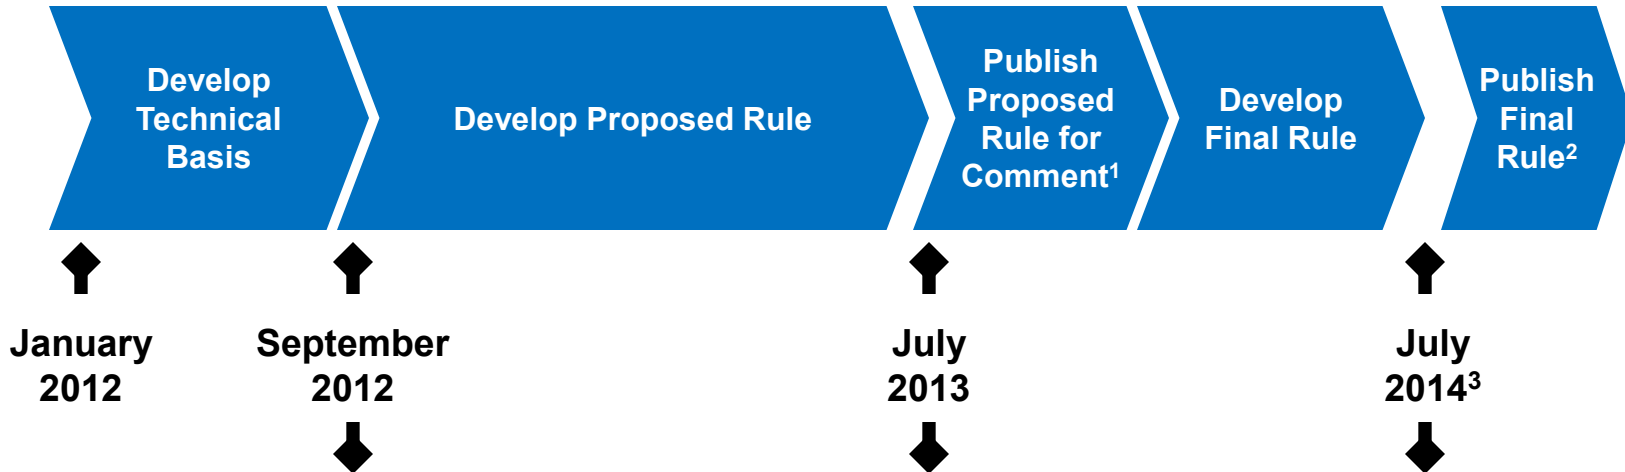 Develop
Technical
Basis
Develop Proposed Rule
Publish
Proposed
Rule for
Comment¹
Develop
Final Rule
Publish
Final
Rule²
January
2012
September
2012
July
2013
July
2014³